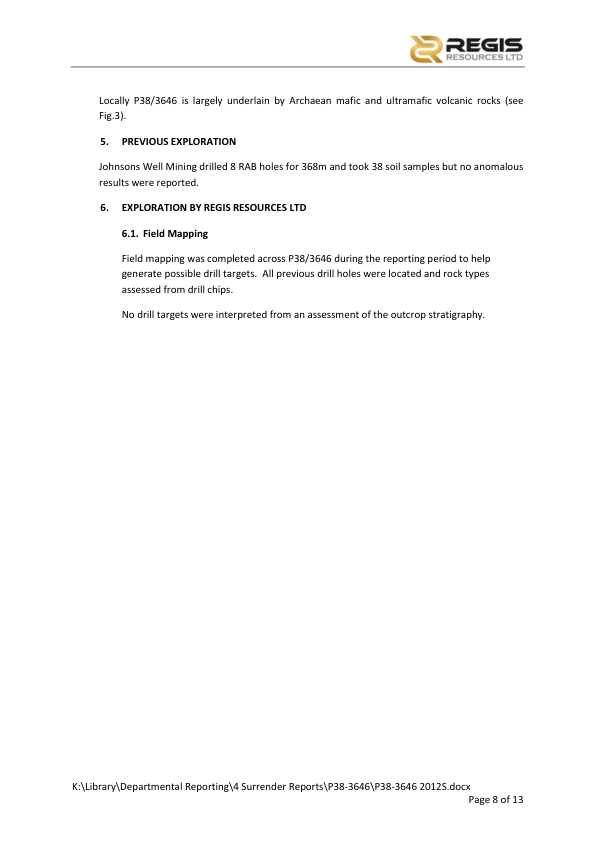 REGIS
RESOURCES LTD
Locally P38/3646 is largely underlain by Archaean mafic and ultramafic volcanic rocks (see
Fig.3).
5. PREVIOUS EXPLORATION
Johnsons Well Mining drilled 8 RAB holes for 368m and took 38 soil samples but no anomalous
results were reported.
6. EXPLORATION BY REGIS RESOURCES LTD
6.1. Field Mapping
Field mapping was completed across P38/3646 during the reporting period to help
generate possible drill targets.  All previous drill holes were located and rock types
assessed from drill chips.
No drill targets were interpreted from an assessment of the outcrop stratigraphy.
K:\Library\Departmental Reporting\4 Surrender Reports\P38-3646\P38-3646 2012S.docx
Page 8 of 13